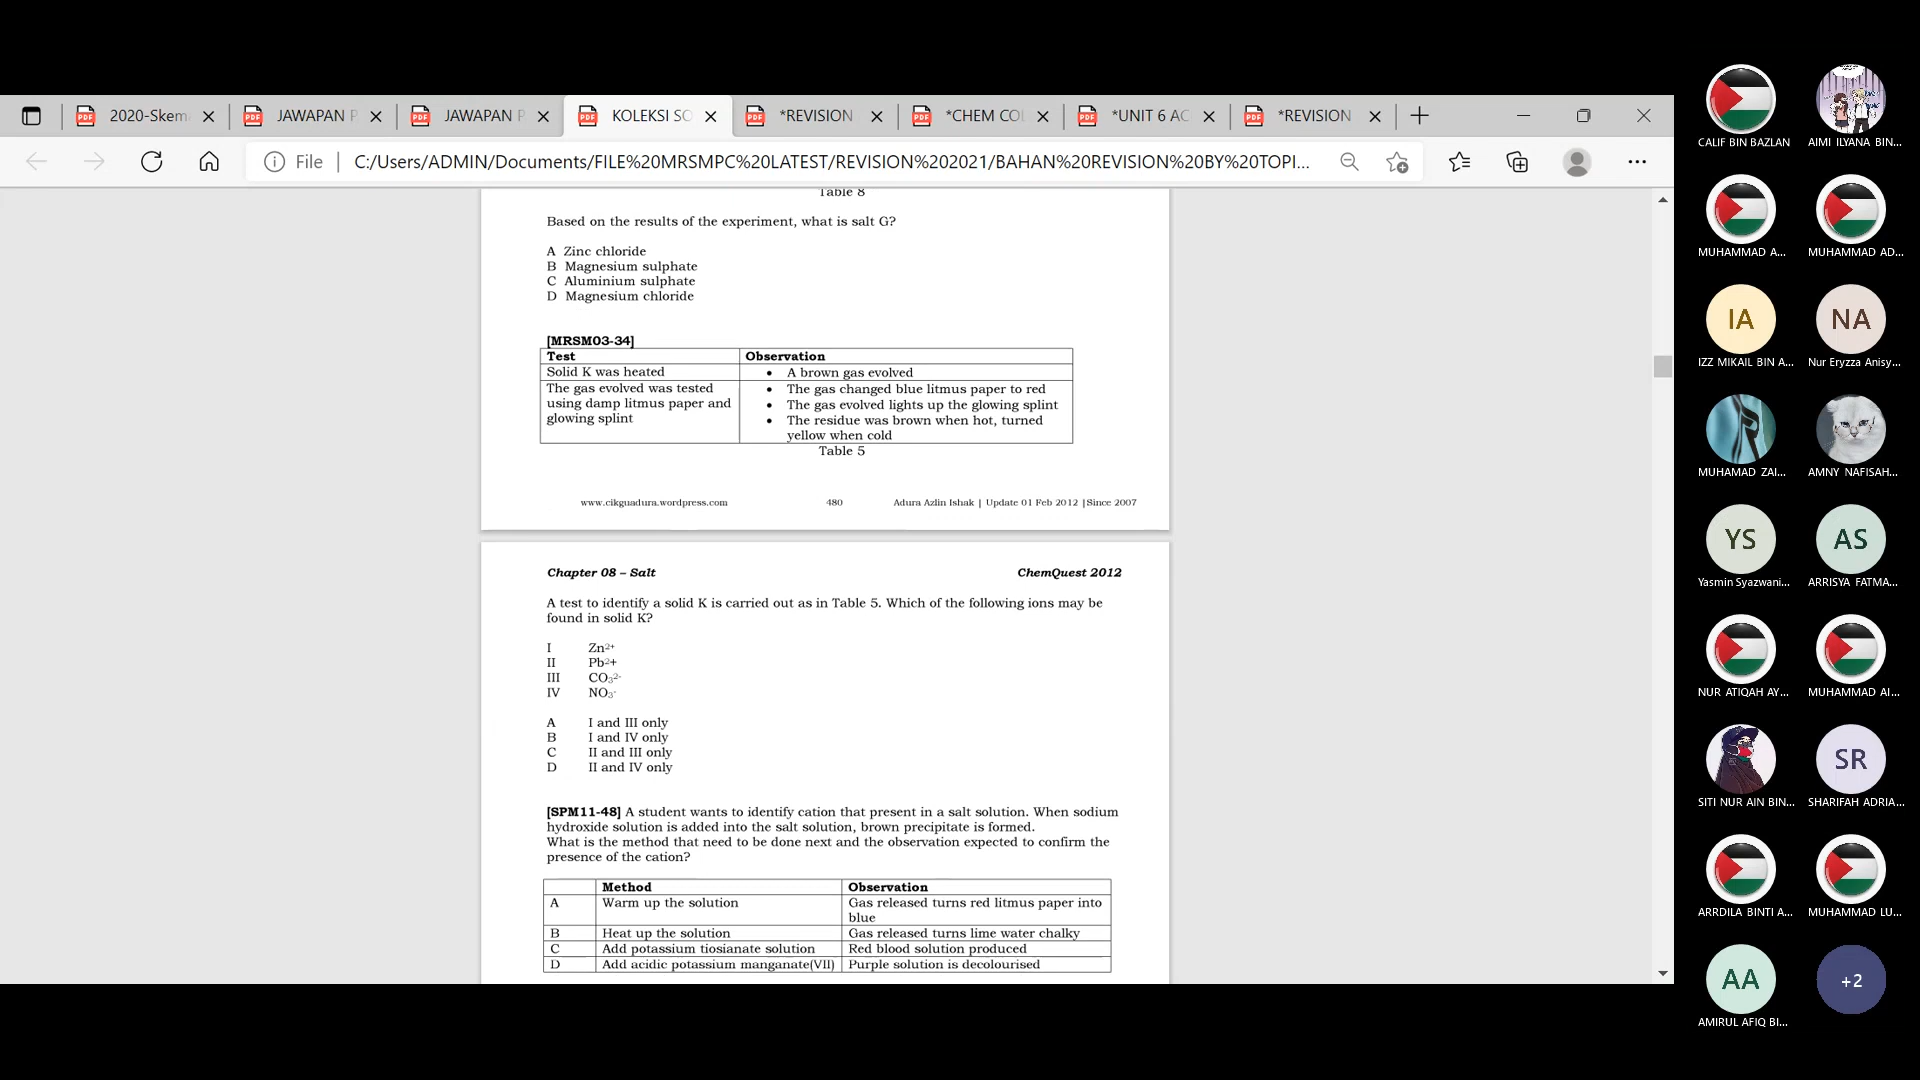 2020-Skem
JAWAPAN P
JAWAPAN P
KOLEKSI SO
*REVISION
*CHEM COL
*UNIT 6 AC
*REVISION
File
C:/Users/ADMIN/Documents/FILE%20MRSMPC%20LATEST/REVISION%202021/BAHAN%20REVISION%20BY%20TOPI...
Table 8
Based on the results of the experiment, what is salt G?
A Zinc chloride
B Magnesium sulphate
C Aluminium sulphate
D Magnesium chloride
[MRSM03-34]
Test Observation
Solid K was heated • A brown gas evolved
The gas evolved was tested • The gas changed blue litmus paper to red
using damp litmus paper and • The gas evolved lights up the glowing splint
glowing splint • The residue was brown when hot, turned
yellow when cold
Table 5
www.cikguadura.wordpress.com 480 Adura Azlin Ishak | Update 01 Feb 2012 |Since 2007
Chapter 08 – Salt ChemQuest 2012
A test to identify a solid K is carried out as in Table 5. Which of the following ions may be
found in solid K?
I Zn²⁺
II Pb²+
III CO₃²⁻
IV NO₃⁻
A I and III only
B I and IV only
C II and III only
D II and IV only
[SPM11-48] A student wants to identify cation that present in a salt solution. When sodium
hydroxide solution is added into the salt solution, brown precipitate is formed.
What is the method that need to be done next and the observation expected to confirm the
presence of the cation?
Method Observation
A Warm up the solution Gas released turns red litmus paper into
blue
B Heat up the solution Gas released turns lime water chalky
C Add potassium tiosianate solution Red blood solution produced
D Add acidic potassium manganate(VII) Purple solution is decolourised
CALIF BIN BAZLAN
AIMI ILYANA BIN...
MUHAMMAD A...
MUHAMMAD AD...
IA
IZZ MIKAIL BIN A...
NA
Nur Eryzza Anisy...
MUHAMAD ZAI...
AMNY NAFISAH...
YS
Yasmin Syazwani...
AS
ARRISYA FATMA...
NUR ATIQAH AY...
MUHAMMAD AI...
SITI NUR AIN BIN...
SR
SHARIFAH ADRIA...
ARRDILA BINTI A...
MUHAMMAD LU...
AA
AMIRUL AFIQ BI...
+2